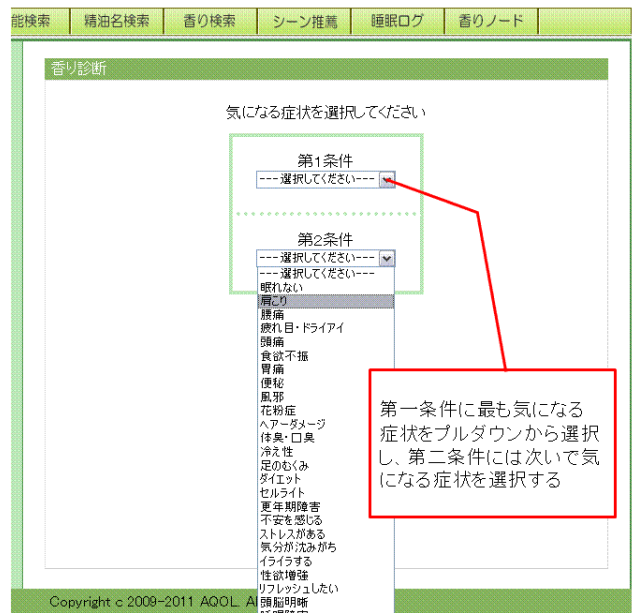 能検索 精油名検索 香り検索 シーン推薦 睡眠ログ 香りノード
香り診断
気になる症状を選択してください
第1条件
---選択してください---
第2条件
---選択してください---
---選択してください---
眠れない
肩こり
腰痛
疲れ目・ドライアイ
頭痛
食欲不振
胃痛
便秘
風邪
花粉症
ヘアーダメージ
体臭・口臭
冷え性
足のむくみ
ダイエット
セルライト
更年期障害
不安を感じる
ストレスがある
気分が沈みがち
イライラする
性欲増強
リフレッシュしたい
頭脳明晰
第一条件に最も気になる
症状をプルダウンから選択
し、第二条件には次いで気
になる症状を選択する
Copyright c 2009-2011 AQOL. A